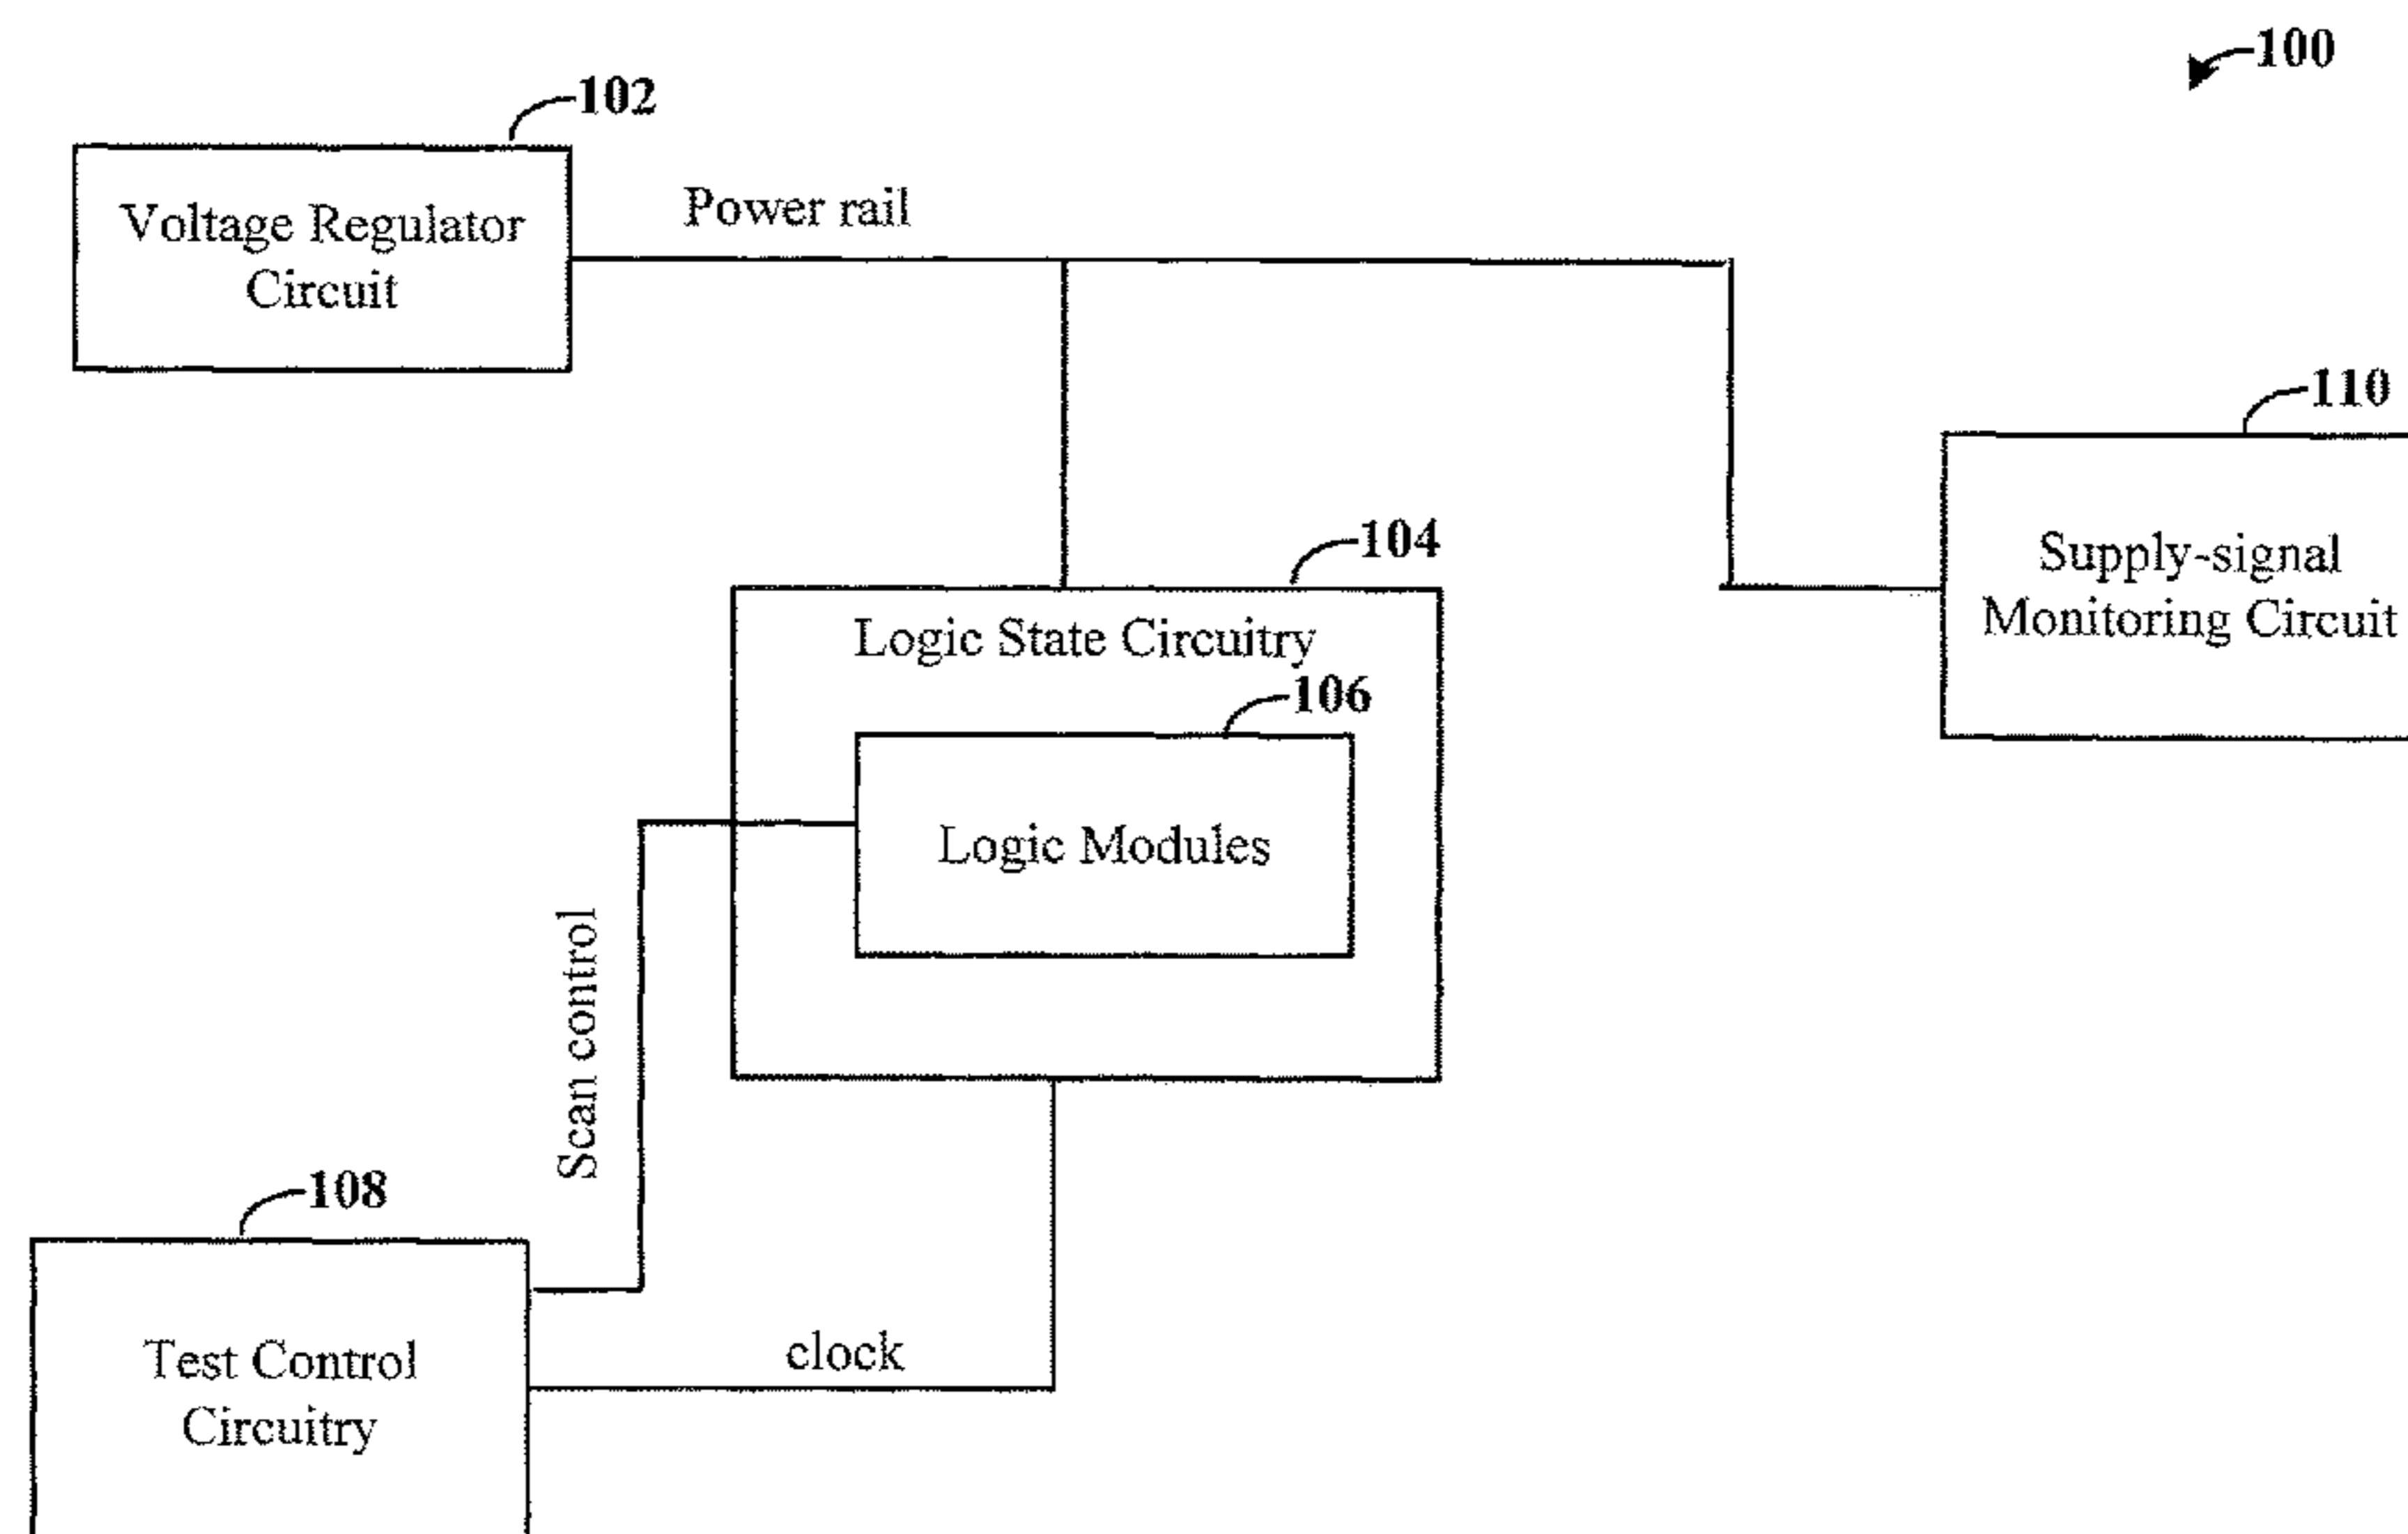 100
102
Voltage Regulator
Circuit
Power rail
110
Supply-signal
Monitoring Circuit
104
Logic State Circuitry
106
Logic Modules
Scan control
108
Test Control
Circuitry
clock